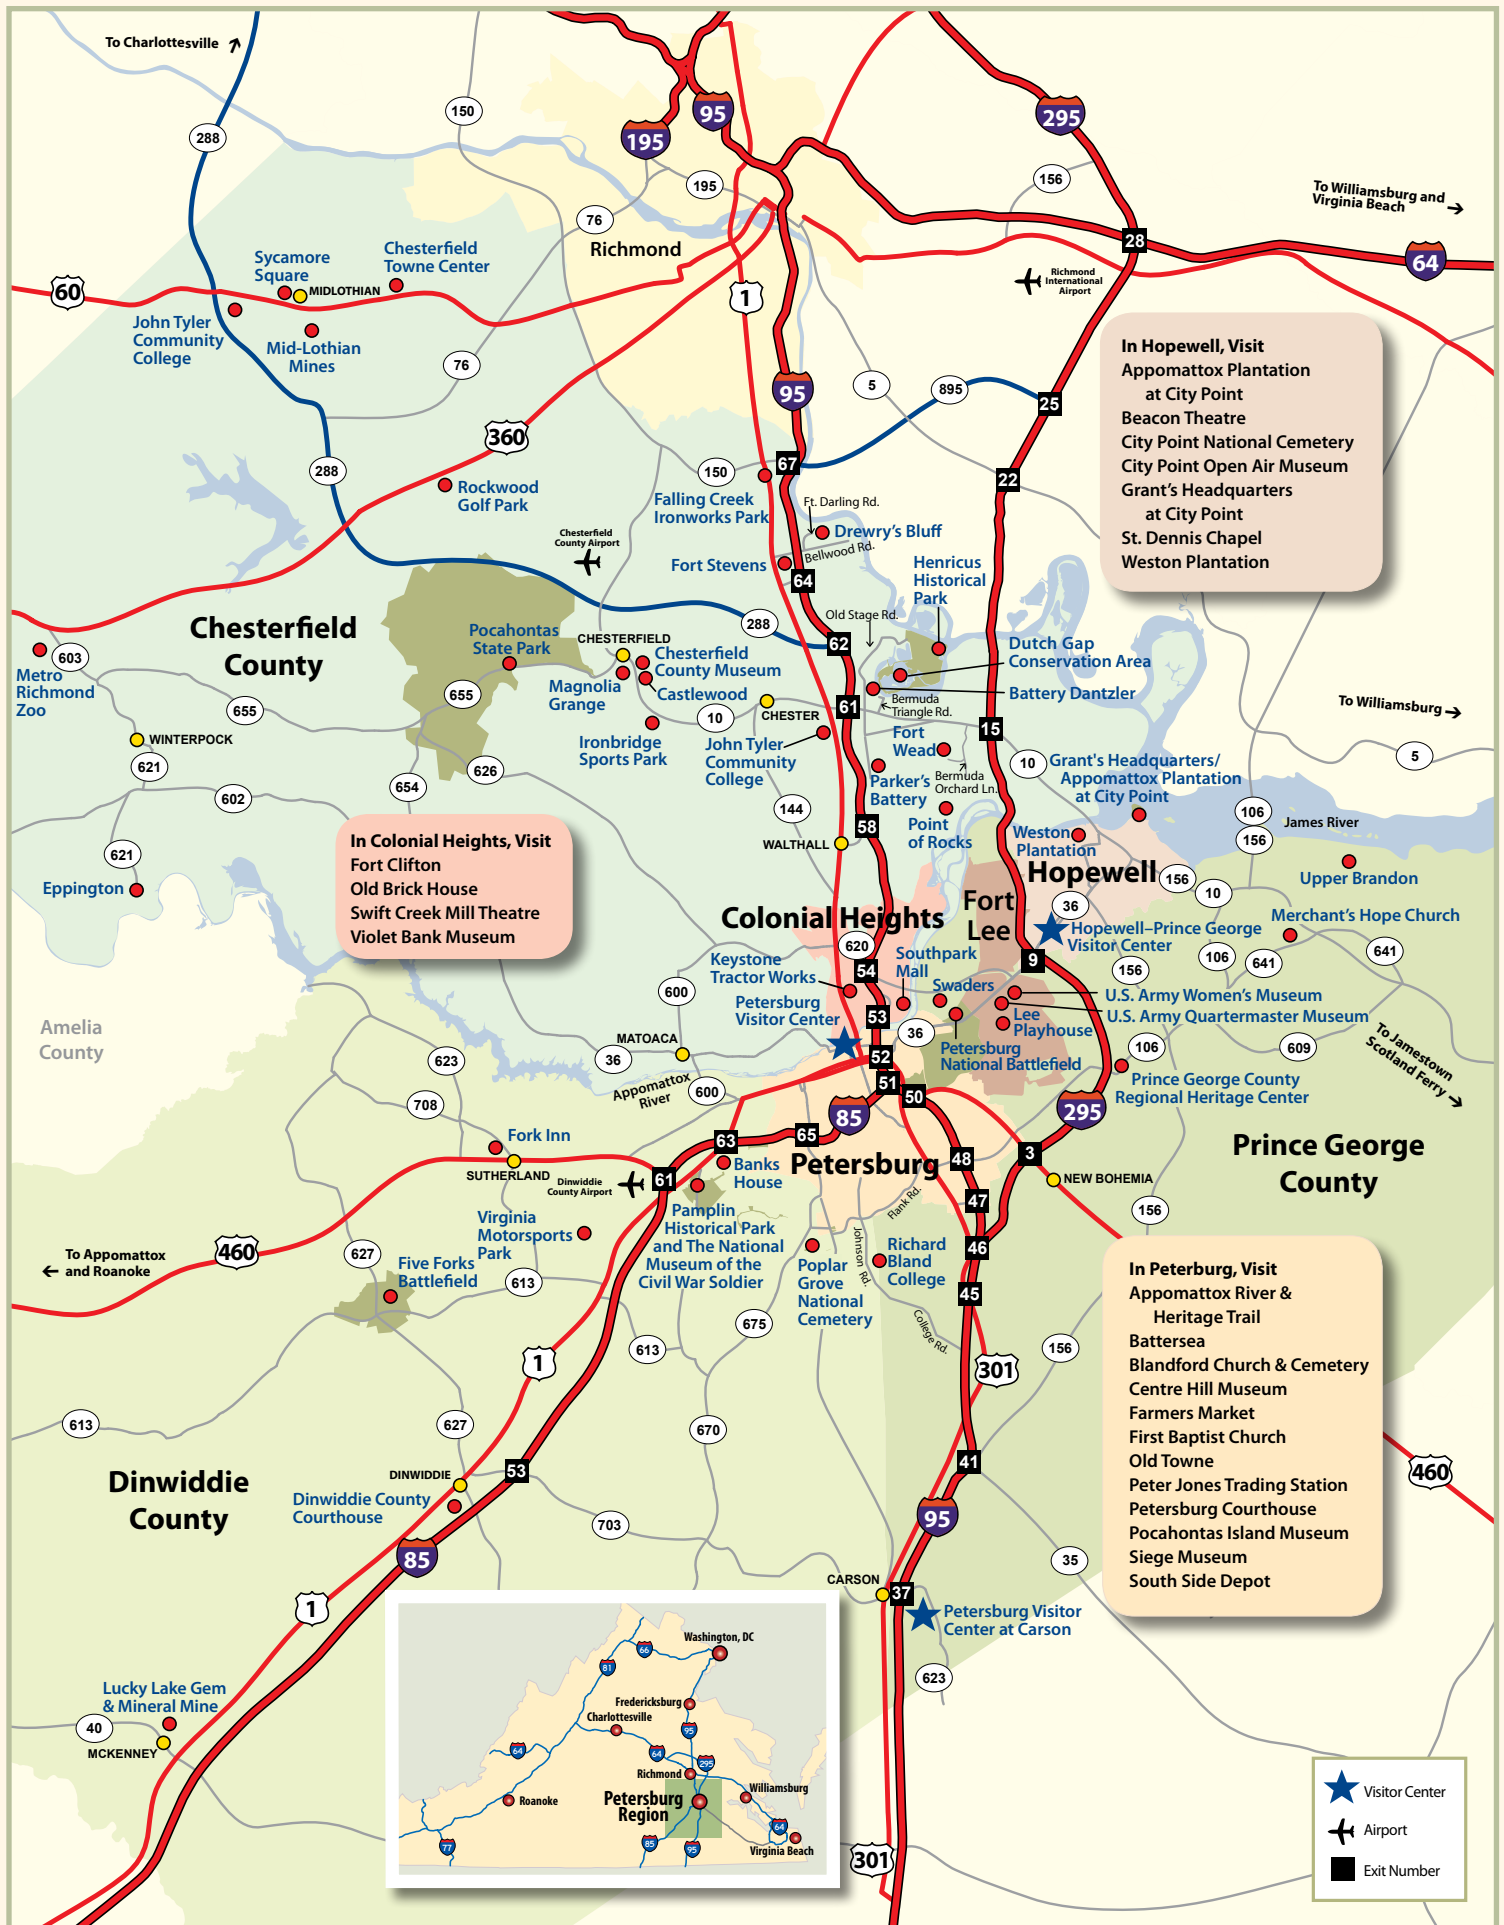 To Charlottesville
150
288
95
195
295
195
156
76
To Williamsburg and
Virginia Beach
Richmond
28
64
Sycamore
Square
Chesterfield
Towne Center
MIDLOTHIAN
60
1
Richmond
International
Airport
John Tyler
Community
College
Mid-Lothian
Mines
76
95
5
895
25
In Hopewell, Visit
Appomattox Plantation
at City Point
Beacon Theatre
City Point National Cemetery
City Point Open Air Museum
Grant's Headquarters
at City Point
St. Dennis Chapel
Weston Plantation
360
288
150
67
22
Rockwood
Golf Park
Falling Creek
Ironworks Park
Ft. Darling Rd.
Drewry's Bluff
Chesterfield
County Airport
Bellwood Rd.
Fort Stevens
64
Henricus
Historical
Park
Old Stage Rd.
Chesterfield
County
288
62
Pocahontas
State Park
CHESTERFIELD
Chesterfield
County Museum
Dutch Gap
Conservation Area
603
Metro
Richmond
Zoo
Magnolia
Grange
Castlewood
Battery Dantzler
655
655
10
CHESTER
61
Bermuda
Triangle Rd.
To Williamsburg
15
WINTERPOCK
Ironbridge
Sports Park
John Tyler
Community
College
Fort
Wead
10
Grant's Headquarters/
Appomattox Plantation
at City Point
5
621
626
Parker's
Battery
Bermuda
Orchard Ln.
654
602
144
106
James River
58
Point
of Rocks
Weston
Plantation
156
WALTHALL
In Colonial Heights, Visit
Fort Clifton
Old Brick House
Swift Creek Mill Theatre
Violet Bank Museum
621
Eppington
Hopewell
156
10
Upper Brandon
Fort
Lee
36
Colonial Heights
Merchant's Hope Church
Hopewell–Prince George
Visitor Center
620
Keystone
Tractor Works
54
Southpark
Mall
9
156
106
641
641
600
Swaders
U.S. Army Women's Museum
Petersburg
Visitor Center
53
U.S. Army Quartermaster Museum
Lee
Playhouse
Amelia
County
MATOACA
36
36
52
Petersburg
National Battlefield
106
609
To Jamestown
Scotland Ferry
623
Appomattox
River
600
51
50
Prince George County
Regional Heritage Center
708
85
295
Fork Inn
63
65
Petersburg
48
3
Prince George
County
SUTHERLAND
Dinwiddie
County Airport
61
Banks
House
NEW BOHEMIA
Flank Rd.
47
156
Virginia
Motorsports
Park
Pamplin
Historical Park
and The National
Museum of the
Civil War Soldier
Johnson Rd.
460
627
46
To Appomattox
and Roanoke
Five Forks
Battlefield
Poplar
Grove
National
Cemetery
Richard
Bland
College
613
45
In Peterburg, Visit
Appomattox River &
Heritage Trail
Battersea
Blandford Church & Cemetery
Centre Hill Museum
Farmers Market
First Baptist Church
Old Towne
Peter Jones Trading Station
Petersburg Courthouse
Pocahontas Island Museum
Siege Museum
South Side Depot
675
College Rd.
613
1
156
301
613
627
670
Dinwiddie
County
DINWIDDIE
53
41
460
Dinwiddie County
Courthouse
703
95
85
35
CARSON
37
1
Petersburg Visitor
Center at Carson
623
Washington, DC
66
81
Fredericksburg
Charlottesville
95
64
64
295
Richmond
Williamsburg
Roanoke
Petersburg
Region
64
77
85
95
Virginia Beach
Lucky Lake Gem
& Mineral Mine
40
MCKENNEY
301
Visitor Center
Airport
Exit Number